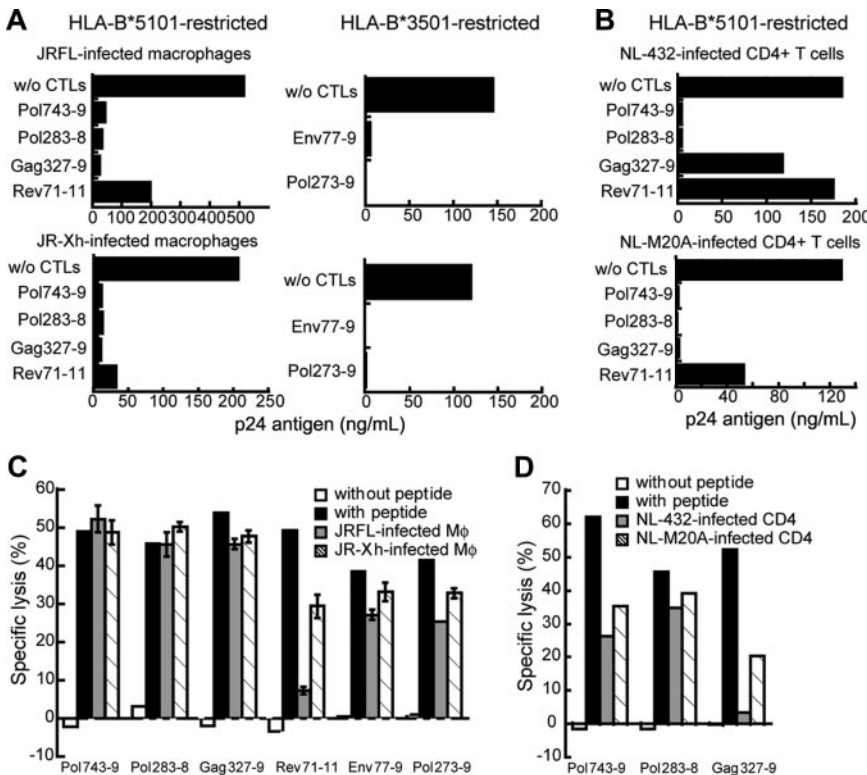 A HLA-B*5101-restricted HLA-B*3501-restricted
JRFL-infected macrophages
w/o CTLs
Pol743-9
Pol283-8
Gag327-9
Rev71-11
0 100 200 300 400 500
w/o CTLs
Env77-9
Pol273-9
0 50 100 150 200
JR-Xh-infected macrophages
w/o CTLs
Pol743-9
Pol283-8
Gag327-9
Rev71-11
0 50 100 150 200 250
w/o CTLs
Env77-9
Pol273-9
0 50 100 150 200
p24 antigen (ng/mL)
B HLA-B*5101-restricted
NL-432-infected CD4+ T cells
w/o CTLs
Pol743-9
Pol283-8
Gag327-9
Rev71-11
0 50 100 150 200
NL-M20A-infected CD4+ T cells
w/o CTLs
Pol743-9
Pol283-8
Gag327-9
Rev71-11
0 40 80 120
p24 antigen (ng/mL)
C
without peptide
with peptide
JRFL-infected Mϕ
JR-Xh-infected Mϕ
Specific lysis (%)
60
50
40
30
20
10
0
-10
Pol743-9 Pol283-8 Gag327-9 Rev71-11 Env77-9 Pol273-9
D
without peptide
with peptide
NL-432-infected CD4
NL-M20A-infected CD4
Specific lysis (%)
70
60
50
40
30
20
10
0
-10
Pol743-9 Pol283-8 Gag327-9